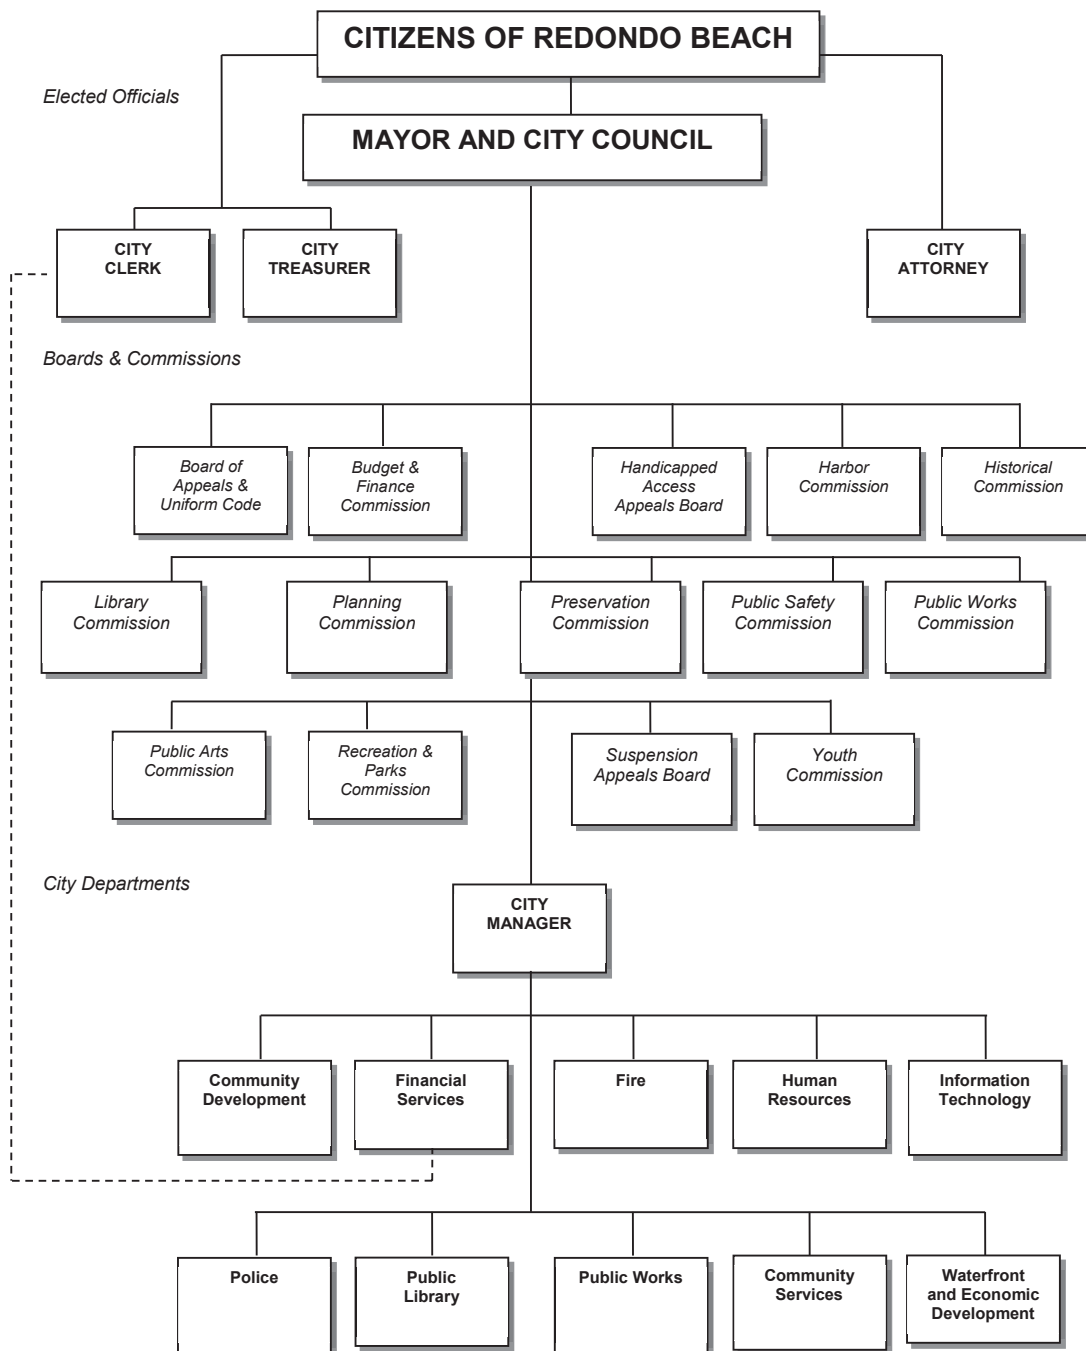 CITIZENS OF REDONDO BEACH
Elected Officials
MAYOR AND CITY COUNCIL
CITY
CLERK
CITY
TREASURER
CITY
ATTORNEY
Boards & Commissions
Board of
Appeals &
Uniform Code
Budget &
Finance
Commission
Handicapped
Access
Appeals Board
Harbor
Commission
Historical
Commission
Library
Commission
Planning
Commission
Preservation
Commission
Public Safety
Commission
Public Works
Commission
Public Arts
Commission
Recreation &
Parks
Commission
Suspension
Appeals Board
Youth
Commission
City Departments
CITY
MANAGER
Community
Development
Financial
Services
Fire
Human
Resources
Information
Technology
Police
Public
Library
Public Works
Community
Services
Waterfront
and Economic
Development